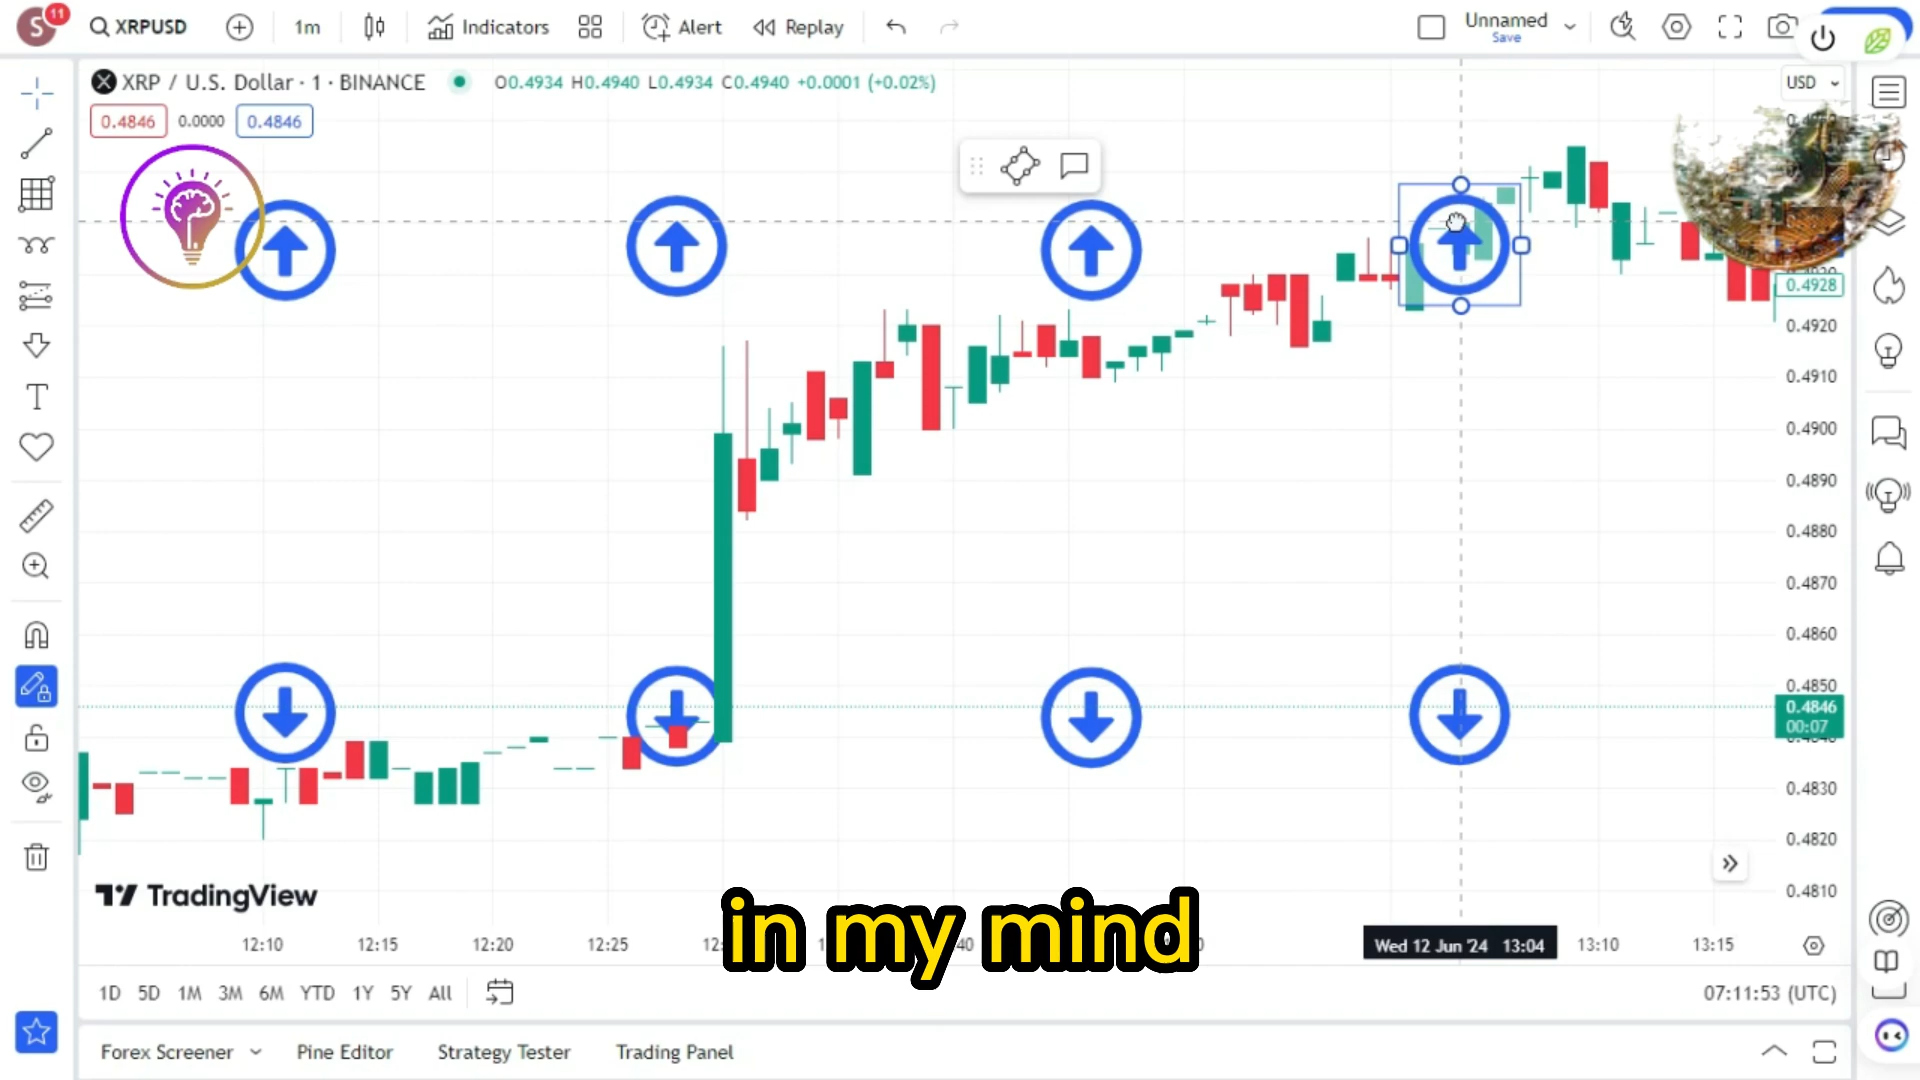 S 11 XRPUSD 1m Indicators Alert Replay Unnamed
Save
XRP / U.S. Dollar · 1 · BINANCE O0.4934 H0.4940 L0.4934 C0.4940 +0.0001 (+0.02%) USD
0.4846 0.0000 0.4846
0.4928
0.4920
0.4910
0.4900
0.4890
0.4880
0.4870
0.4860
0.4850
0.4846
00:07
0.4830
0.4820
0.4810
TradingView
in my mind
12:10 12:15 12:20 12:25 Wed 12 Jun '24 13:04 13:10 13:15
1D 5D 1M 3M 6M YTD 1Y 5Y All 07:11:53 (UTC)
Forex Screener Pine Editor Strategy Tester Trading Panel